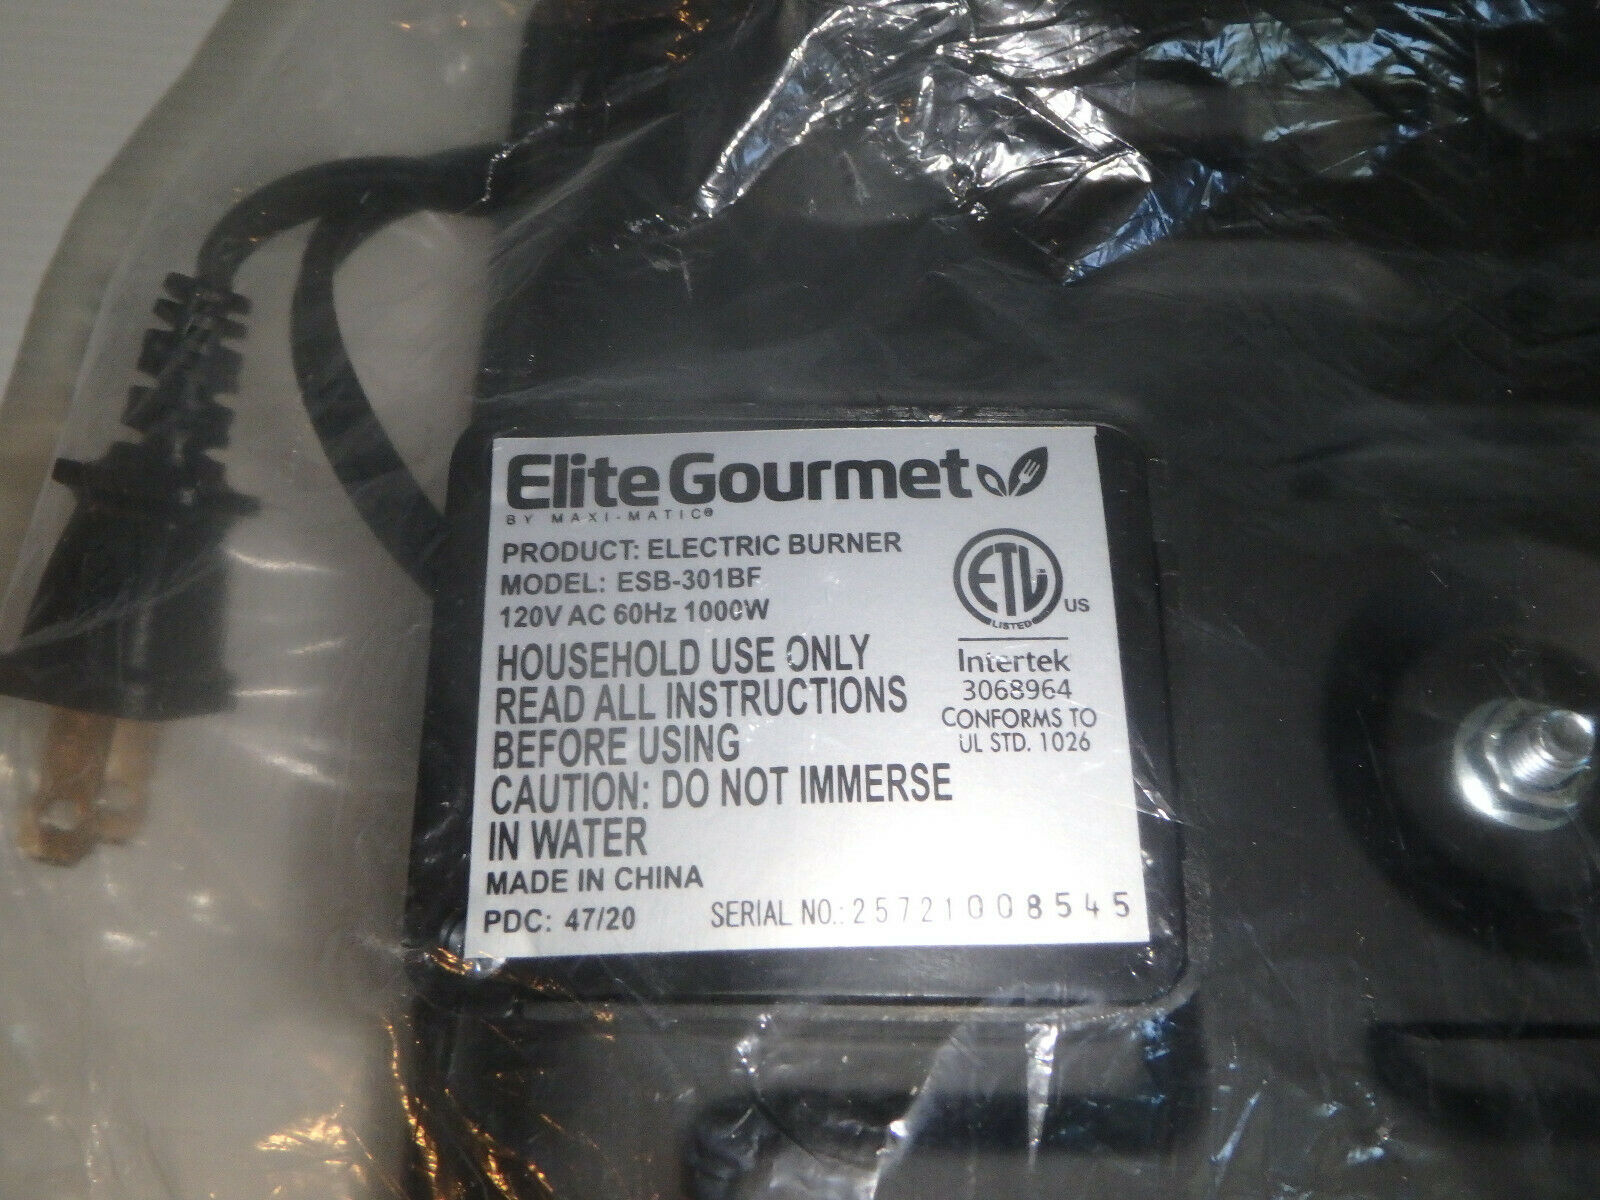 Elite Gourmet
BY MAXI-MATIC®
PRODUCT: ELECTRIC BURNER
MODEL: ESB-301BF
120V AC 60Hz 1000W
HOUSEHOLD USE ONLY
READ ALL INSTRUCTIONS
BEFORE USING
CAUTION: DO NOT IMMERSE
IN WATER
MADE IN CHINA
PDC: 47/20
SERIAL NO.: 25721008545
ETL
LISTED
US
Intertek
3068964
CONFORMS TO
UL STD. 1026